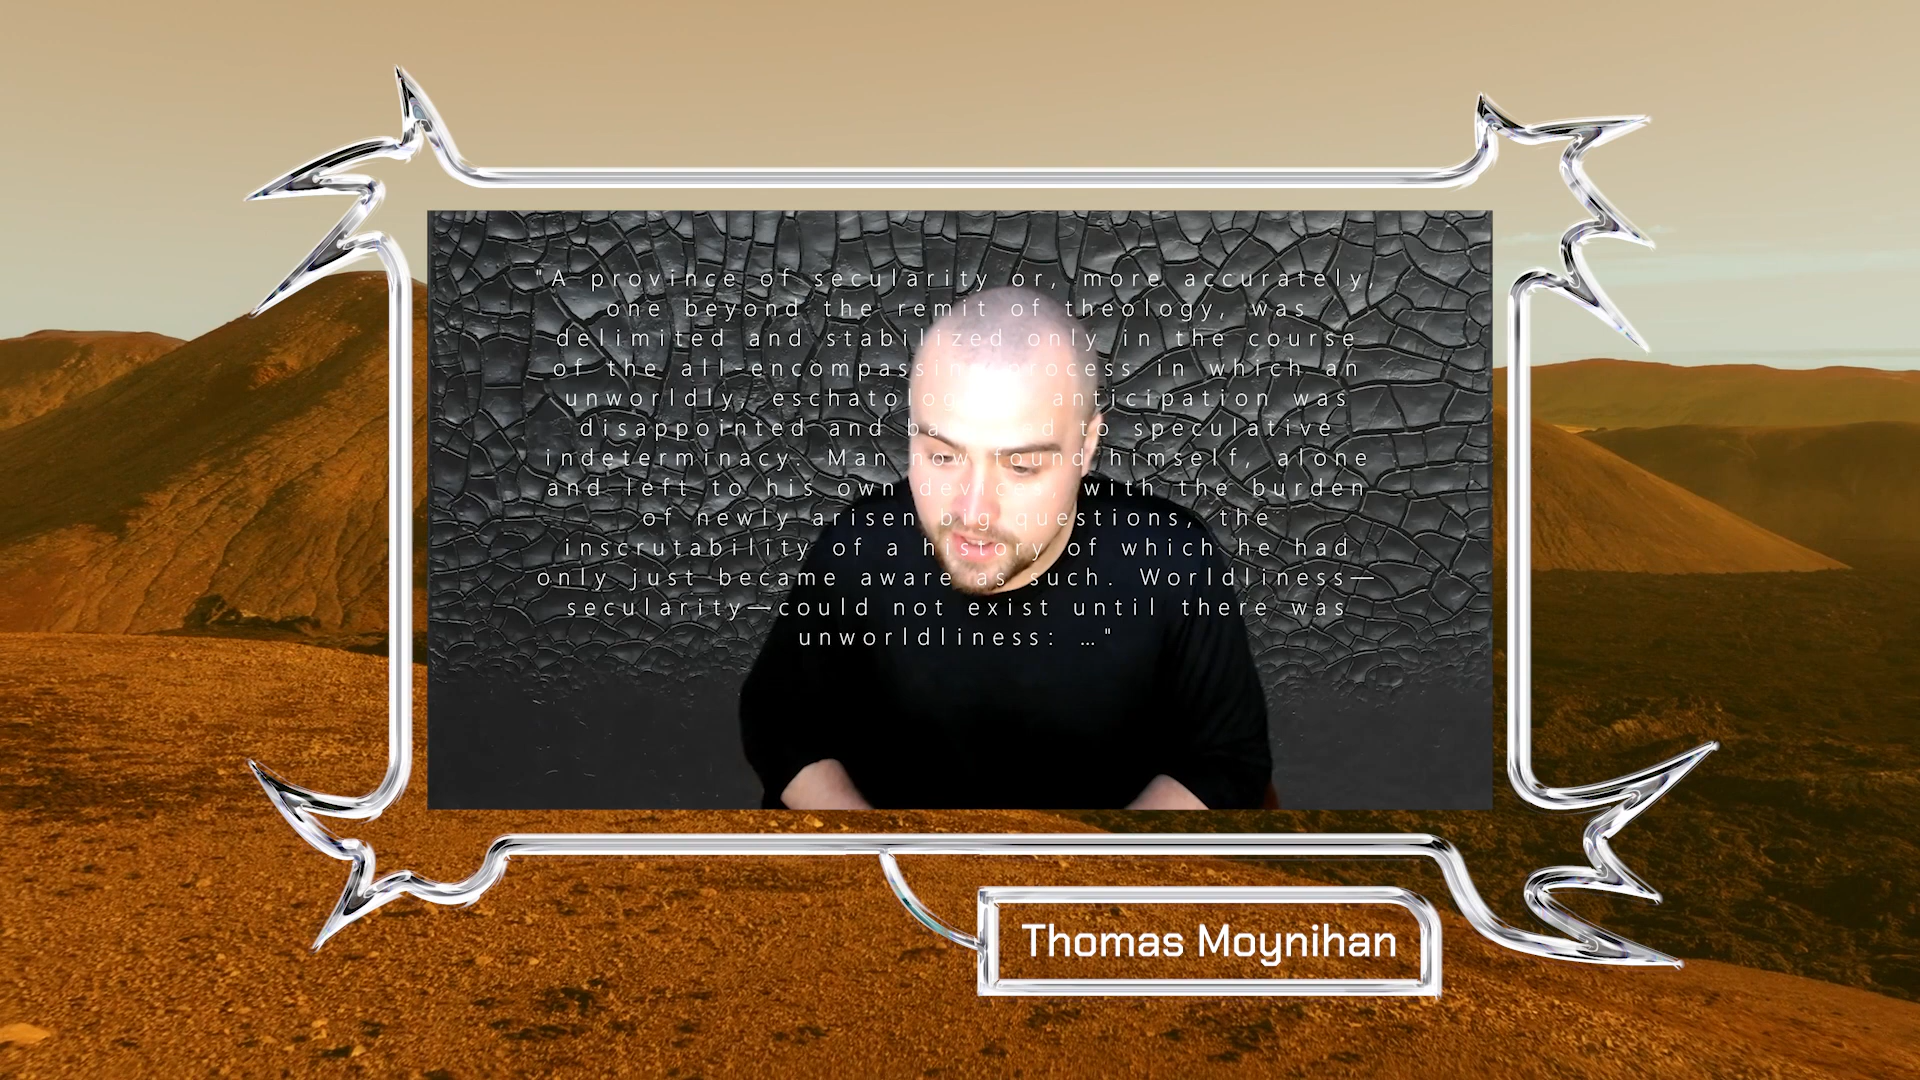 "A province of secularity or, more accurately,
one beyond the remit of theology, was
delimited and stabilized only in the course
of the all-encompassing process in which an
unworldly, eschatological anticipation was
disappointed and to speculative
indeterminacy. Man now found himself, alone
and left to his own devices, with the burden
of newly arisen big questions, the
inscrutability of a history of which he had
only just became aware as such. Worldliness—
secularity—could not exist until there was
unworldliness: …"
Thomas Moynihan